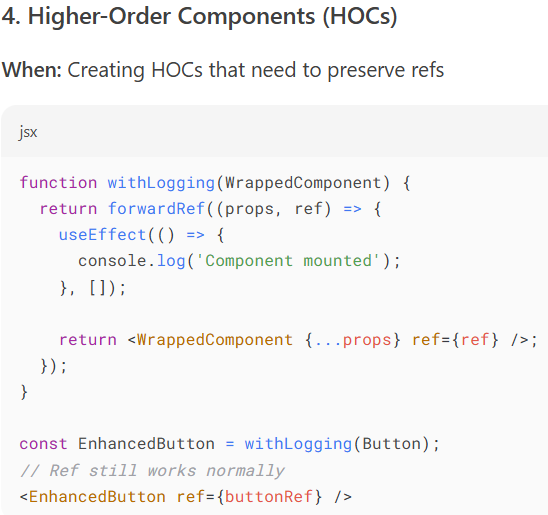 4. Higher-Order Components (HOCs)
When: Creating HOCs that need to preserve refs
jsx
function withLogging(WrappedComponent) {
  return forwardRef((props, ref) => {
    useEffect(() => {
      console.log('Component mounted');
    }, []);

    return <WrappedComponent {...props} ref={ref} />;
  });
}

const EnhancedButton = withLogging(Button);
// Ref still works normally
<EnhancedButton ref={buttonRef} />